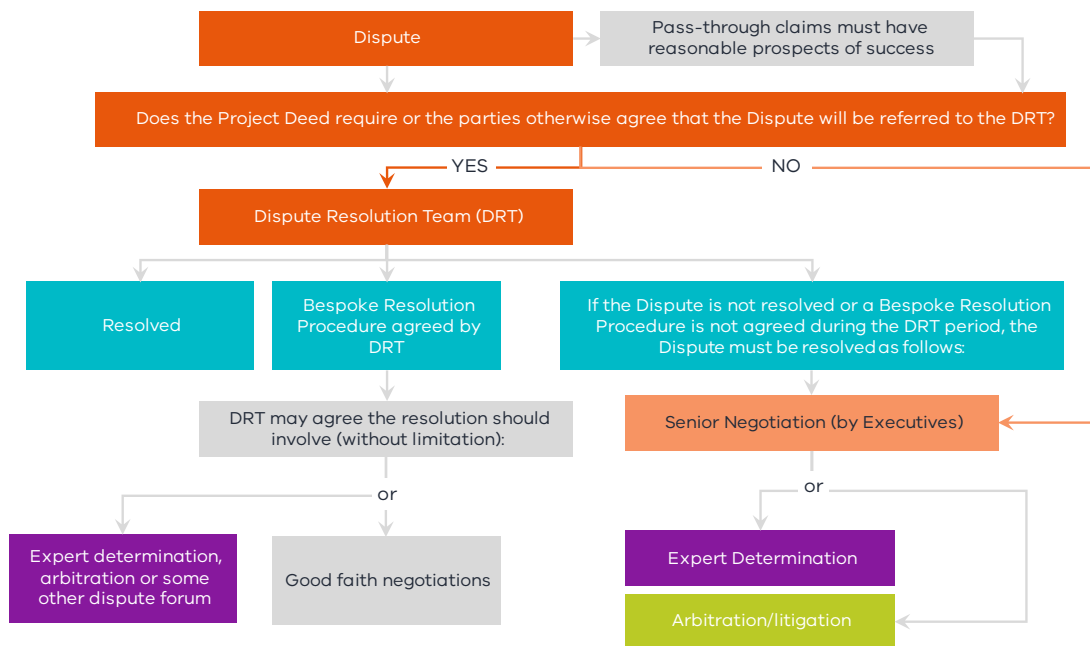 Dispute
Pass-through claims must have
reasonable prospects of success
Does the Project Deed require or the parties otherwise agree that the Dispute will be referred to the DRT?
YES
NO
Dispute Resolution Team (DRT)
Resolved
Bespoke Resolution
Procedure agreed by
DRT
If the Dispute is not resolved or a Bespoke Resolution
Procedure is not agreed during the DRT period, the
Dispute must be resolved as follows:
DRT may agree the resolution should
involve (without limitation):
Senior Negotiation (by Executives)
or
or
Expert determination,
arbitration or some
other dispute forum
Good faith negotiations
Expert Determination
Arbitration/litigation